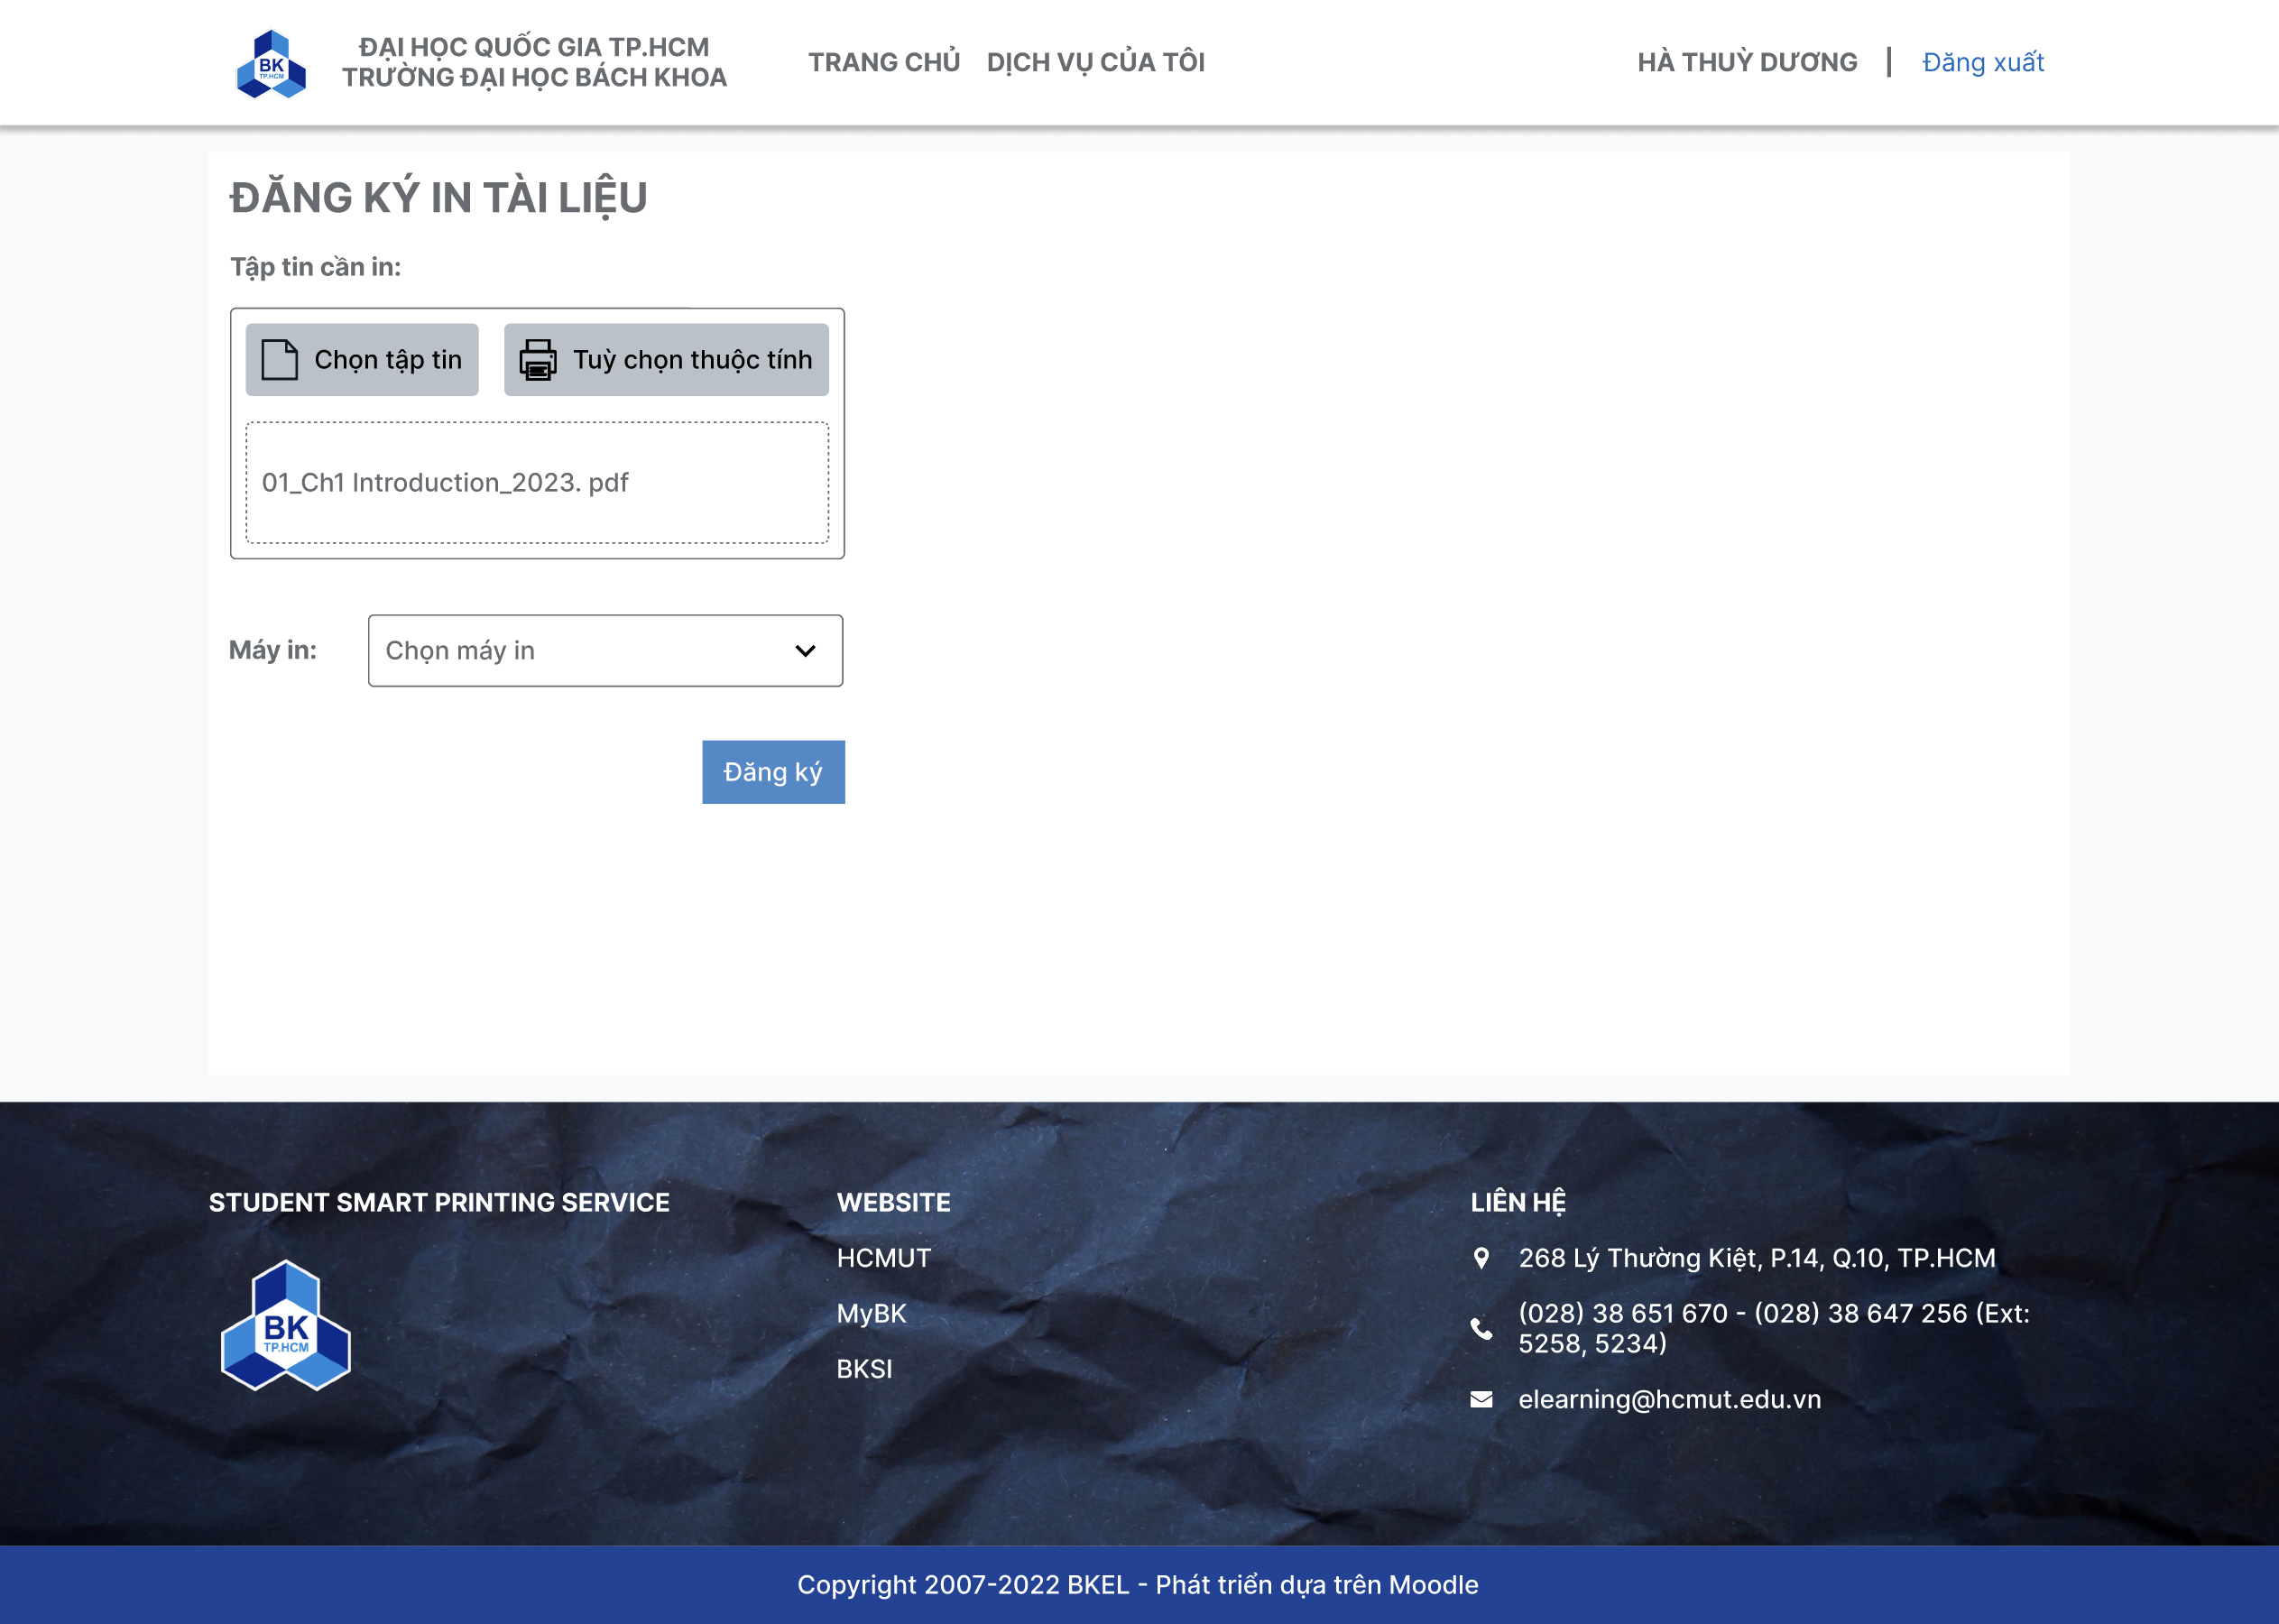 BK
TP.HCM
ĐẠI HỌC QUỐC GIA TP.HCM
TRƯỜNG ĐẠI HỌC BÁCH KHOA
TRANG CHỦ
DỊCH VỤ CỦA TÔI
HÀ THUỲ DƯƠNG
Đăng xuất
ĐĂNG KÝ IN TÀI LIỆU
Tập tin cần in:
Chọn tập tin
Tuỳ chọn thuộc tính
01_Ch1 Introduction_2023. pdf
Máy in:
Chọn máy in
Đăng ký
STUDENT SMART PRINTING SERVICE
BK
TP.HCM
WEBSITE
HCMUT
MyBK
BKSI
LIÊN HỆ
268 Lý Thường Kiệt, P.14, Q.10, TP.HCM
(028) 38 651 670 - (028) 38 647 256 (Ext:
5258, 5234)
elearning@hcmut.edu.vn
Copyright 2007-2022 BKEL - Phát triển dựa trên Moodle